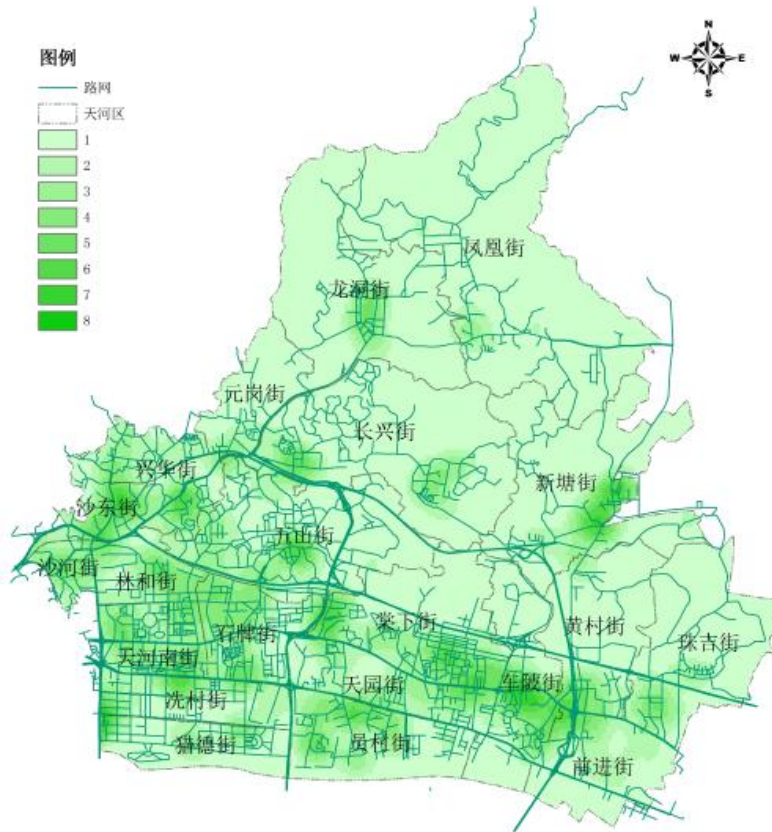 N
W
E
S
图例
路网
天河区
1
2
3
4
5
6
7
8
凤凰街
龙洞街
元岗街
长兴街
兴华街
新塘街
沙东街
五山街
沙河街
林和街
石牌街
棠下街
黄村街
珠吉街
天河南街
天园街
车陂街
冼村街
猎德街
员村街
前进街